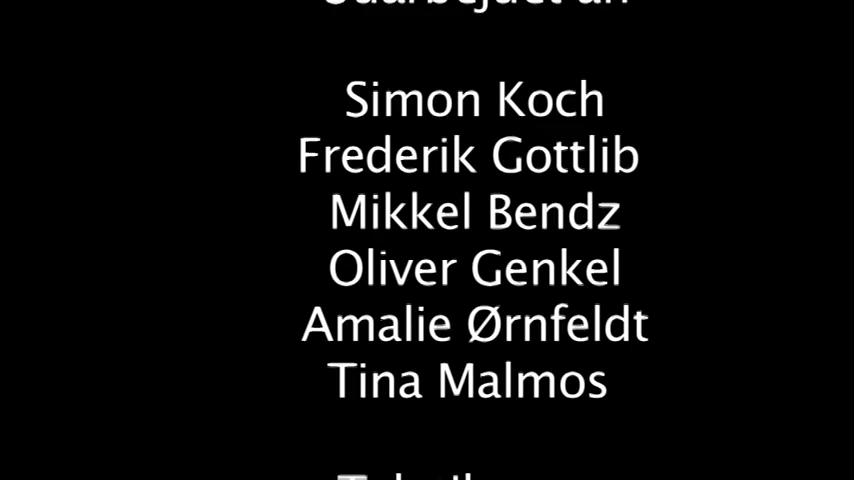 Simon Koch
Frederik Gottlib
Mikkel Bendz
Oliver Genkel
Amalie Ørnfeldt
Tina Malmos